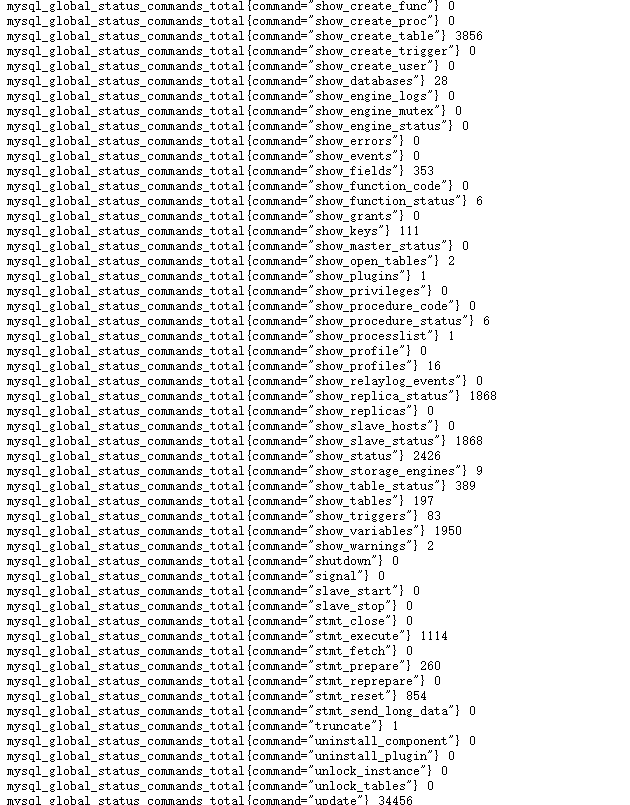 mysql_global_status_commands_total{command="show_create_func"} 0
mysql_global_status_commands_total{command="show_create_proc"} 0
mysql_global_status_commands_total{command="show_create_table"} 3856
mysql_global_status_commands_total{command="show_create_trigger"} 0
mysql_global_status_commands_total{command="show_create_user"} 0
mysql_global_status_commands_total{command="show_databases"} 28
mysql_global_status_commands_total{command="show_engine_logs"} 0
mysql_global_status_commands_total{command="show_engine_mutex"} 0
mysql_global_status_commands_total{command="show_engine_status"} 0
mysql_global_status_commands_total{command="show_errors"} 0
mysql_global_status_commands_total{command="show_events"} 0
mysql_global_status_commands_total{command="show_fields"} 353
mysql_global_status_commands_total{command="show_function_code"} 0
mysql_global_status_commands_total{command="show_function_status"} 6
mysql_global_status_commands_total{command="show_grants"} 0
mysql_global_status_commands_total{command="show_keys"} 111
mysql_global_status_commands_total{command="show_master_status"} 0
mysql_global_status_commands_total{command="show_open_tables"} 2
mysql_global_status_commands_total{command="show_plugins"} 1
mysql_global_status_commands_total{command="show_privileges"} 0
mysql_global_status_commands_total{command="show_procedure_code"} 0
mysql_global_status_commands_total{command="show_procedure_status"} 6
mysql_global_status_commands_total{command="show_processlist"} 1
mysql_global_status_commands_total{command="show_profile"} 0
mysql_global_status_commands_total{command="show_profiles"} 16
mysql_global_status_commands_total{command="show_relaylog_events"} 0
mysql_global_status_commands_total{command="show_replica_status"} 1868
mysql_global_status_commands_total{command="show_replicas"} 0
mysql_global_status_commands_total{command="show_slave_hosts"} 0
mysql_global_status_commands_total{command="show_slave_status"} 1868
mysql_global_status_commands_total{command="show_status"} 2426
mysql_global_status_commands_total{command="show_storage_engines"} 9
mysql_global_status_commands_total{command="show_table_status"} 389
mysql_global_status_commands_total{command="show_tables"} 197
mysql_global_status_commands_total{command="show_triggers"} 83
mysql_global_status_commands_total{command="show_variables"} 1950
mysql_global_status_commands_total{command="show_warnings"} 2
mysql_global_status_commands_total{command="shutdown"} 0
mysql_global_status_commands_total{command="signal"} 0
mysql_global_status_commands_total{command="slave_start"} 0
mysql_global_status_commands_total{command="slave_stop"} 0
mysql_global_status_commands_total{command="stmt_close"} 0
mysql_global_status_commands_total{command="stmt_execute"} 1114
mysql_global_status_commands_total{command="stmt_fetch"} 0
mysql_global_status_commands_total{command="stmt_prepare"} 260
mysql_global_status_commands_total{command="stmt_reprepare"} 0
mysql_global_status_commands_total{command="stmt_reset"} 854
mysql_global_status_commands_total{command="stmt_send_long_data"} 0
mysql_global_status_commands_total{command="truncate"} 1
mysql_global_status_commands_total{command="uninstall_component"} 0
mysql_global_status_commands_total{command="uninstall_plugin"} 0
mysql_global_status_commands_total{command="unlock_instance"} 0
mysql_global_status_commands_total{command="unlock_tables"} 0
mysql_global_status_commands_total{command="update"} 34456